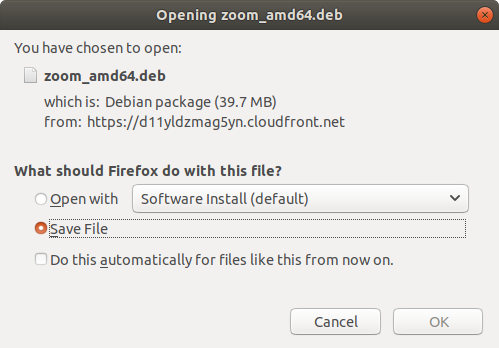 Opening zoom_amd64.deb
You have chosen to open:
zoom_amd64.deb
which is: Debian package (39.7 MB)
from: https://d11yldzmag5yn.cloudfront.net
What should Firefox do with this file?
Open with Software Install (default)
Save File
Do this automatically for files like this from now on.
Cancel OK